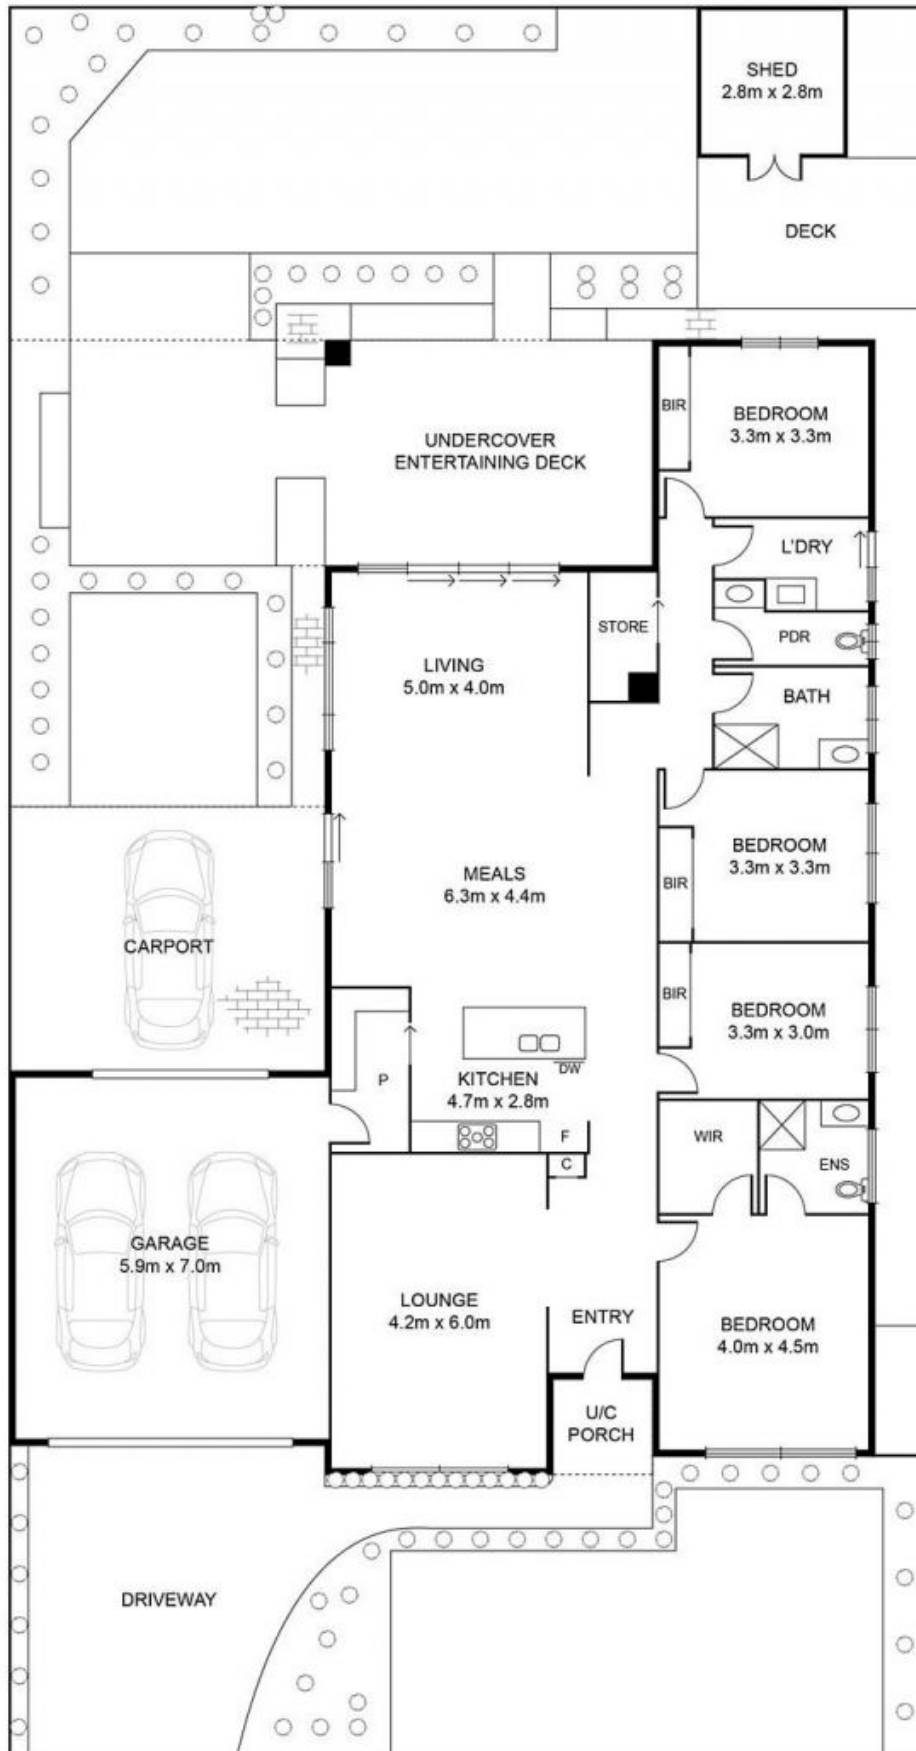 SHED
2.8m x 2.8m
DECK
BIR
BEDROOM
3.3m x 3.3m
UNDERCOVER
ENTERTAINING DECK
L'DRY
STORE
PDR
LIVING
5.0m x 4.0m
BATH
BEDROOM
3.3m x 3.3m
MEALS
6.3m x 4.4m
BIR
CARPORT
BIR
BEDROOM
3.3m x 3.0m
DW
KITCHEN
4.7m x 2.8m
P
F
WIR
C
ENS
GARAGE
5.9m x 7.0m
LOUNGE
4.2m x 6.0m
ENTRY
BEDROOM
4.0m x 4.5m
U/C
PORCH
DRIVEWAY